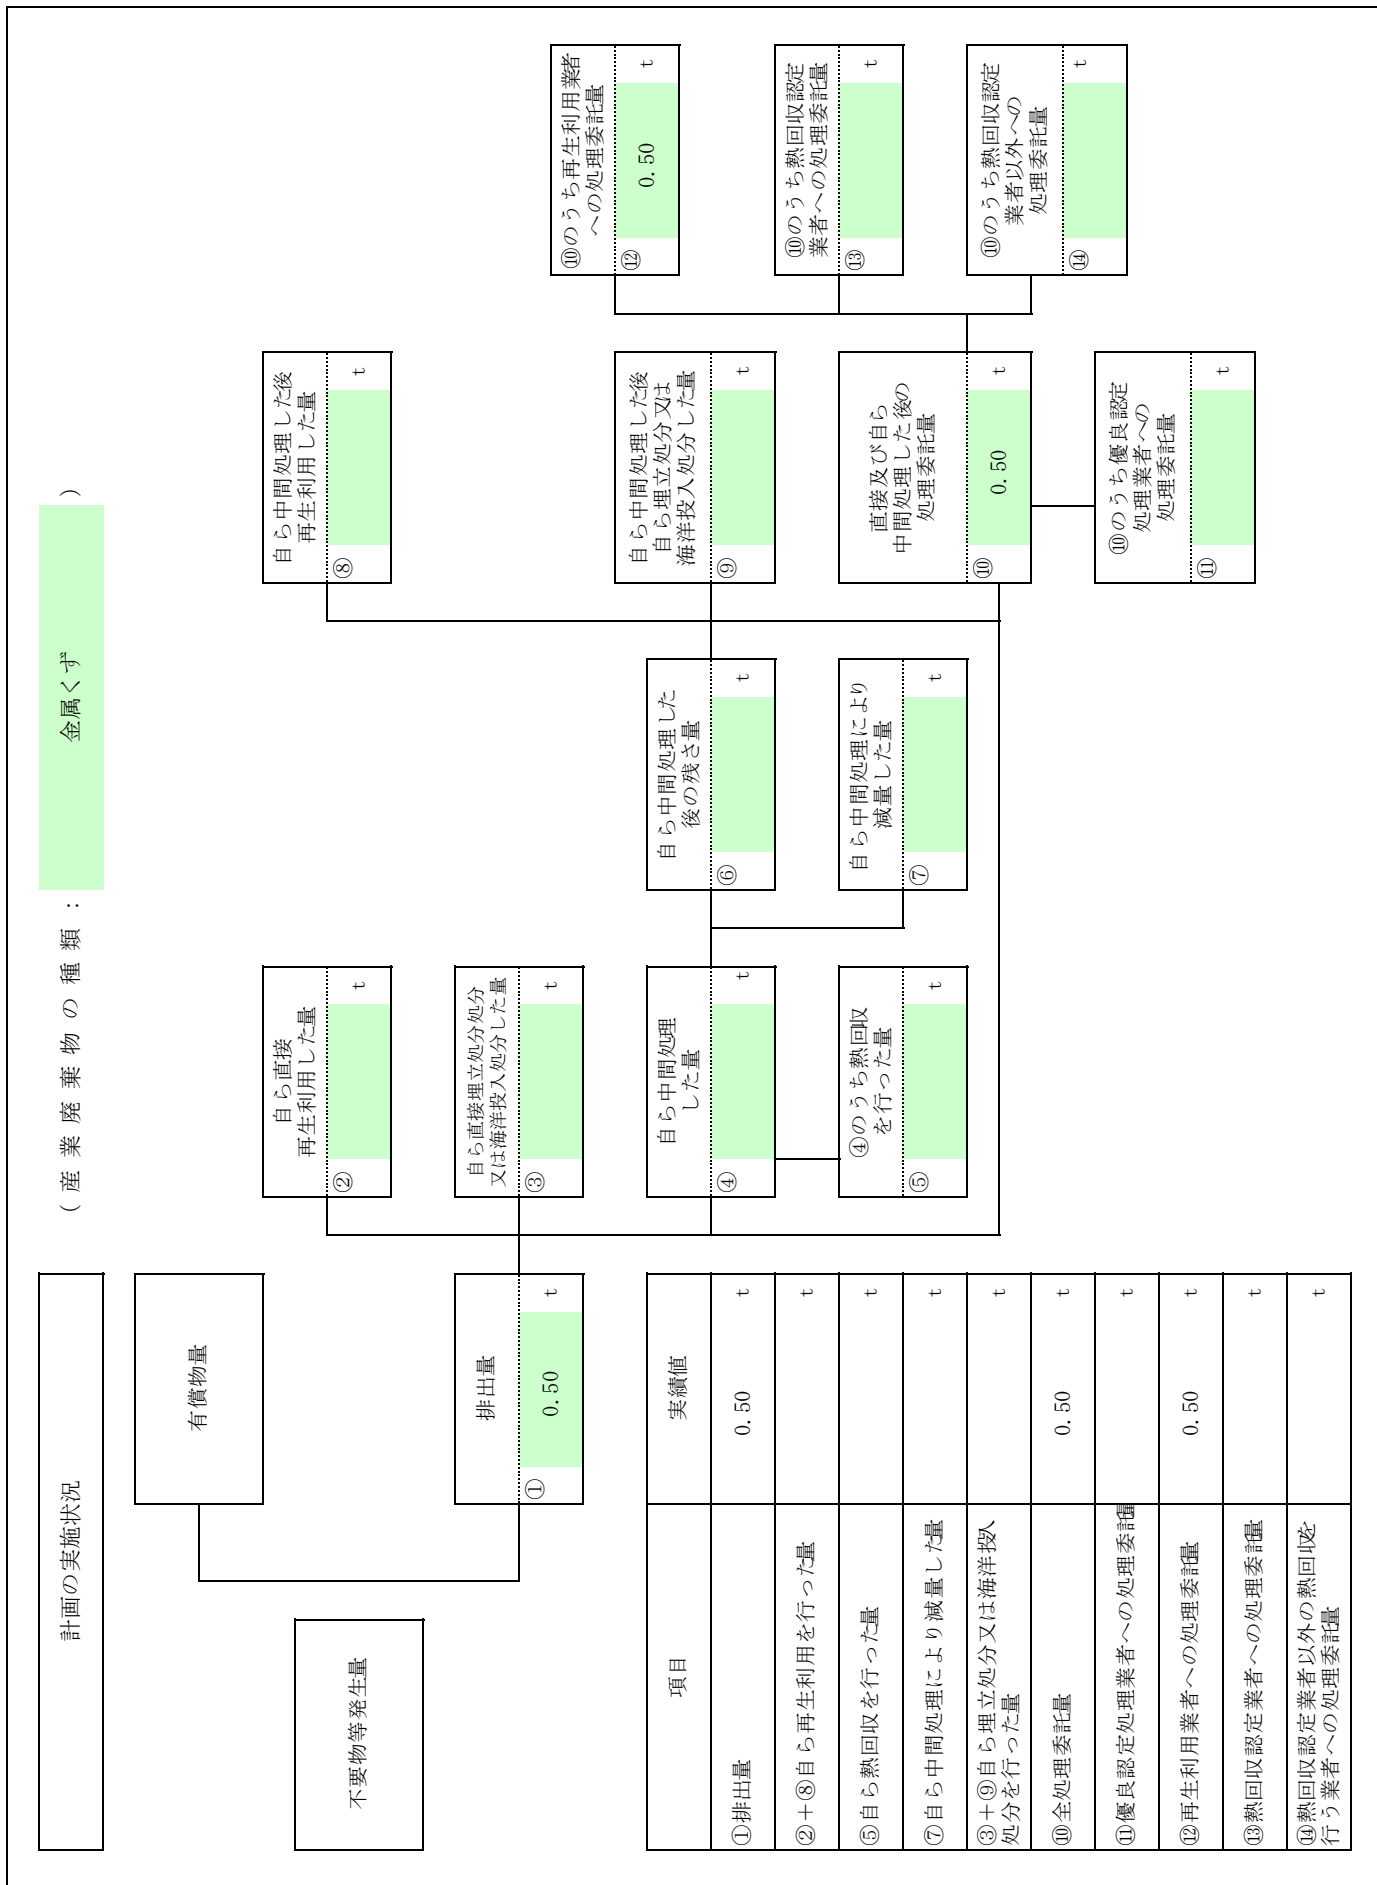 計画の実施状況
（産業廃棄物の種類：
金属くず
）
不要物等発生量
有償物量
排出量
①
0.50
t
自ら直接
再生利用した量
②
t
自ら直接埋立処分処分
又は海洋投入処分した量
③
t
自ら中間処理
した量
④
t
④のうち熱回収
を行った量
⑤
t
自ら中間処理した
後の残さ量
⑥
t
自ら中間処理により
減量した量
⑦
t
自ら中間処理した後
再生利用した量
⑧
t
自ら中間処理した後
自ら埋立処分又は
海洋投入処分した量
⑨
t
直接及び自ら
中間処理した後の
処理委託量
⑩
0.50
t
⑩のうち優良認定
処理業者への
処理委託量
⑪
t
⑩のうち再生利用業者
への処理委託量
⑫
0.50
t
⑩のうち熱回収認定
業者への処理委託量
⑬
t
⑩のうち熱回収認定
業者以外への
処理委託量
⑭
t
項目
実績値
①排出量
0.50
t
②＋⑧自ら再生利用を行った量
t
⑤自ら熱回収を行った量
t
⑦自ら中間処理により減量した量
t
③＋⑨自ら埋立処分又は海洋投入
処分を行った量
t
⑩全処理委託量
0.50
t
⑪優良認定処理業者への処理委託量
t
⑫再生利用業者への処理委託量
0.50
t
⑬熱回収認定業者への処理委託量
t
⑭熱回収認定業者以外の熱回収を
行う業者への処理委託量
t